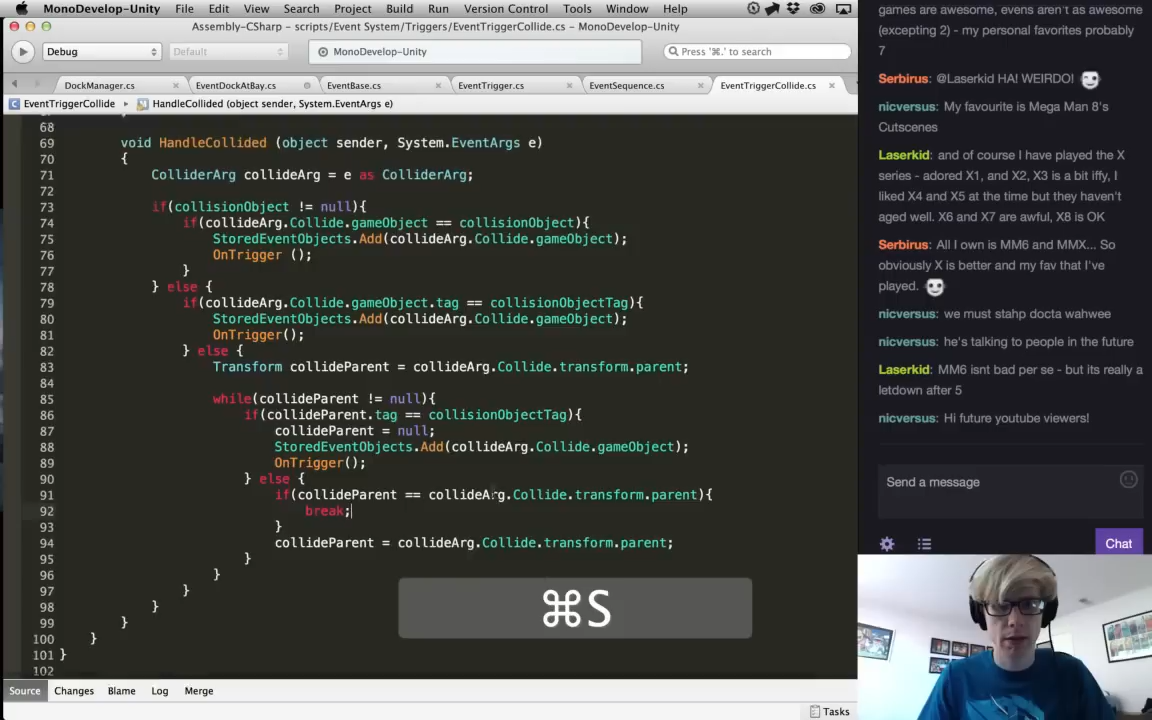 MonoDevelop-Unity File Edit View Search Project Build Run Version Control Tools Window Help
Assembly-CSharp – scripts/Event System/Triggers/EventTriggerCollide.cs – MonoDevelop-Unity
Debug Default MonoDevelop-Unity Press '⌘.' to search
DockManager.cs EventDockAtBay.cs EventBase.cs EventTrigger.cs EventSequence.cs EventTriggerCollide.cs
EventTriggerCollide HandleCollided (object sender, System.EventArgs e)
68
69 void HandleCollided (object sender, System.EventArgs e)
70 {
71 ColliderArg collideArg = e as ColliderArg;
72
73 if(collisionObject != null){
74 if(collideArg.Collide.gameObject == collisionObject){
75 StoredEventObjects.Add(collideArg.Collide.gameObject);
76 OnTrigger ();
77 }
78 } else {
79 if(collideArg.Collide.gameObject.tag == collisionObjectTag){
80 StoredEventObjects.Add(collideArg.Collide.gameObject);
81 OnTrigger();
82 } else {
83 Transform collideParent = collideArg.Collide.transform.parent;
84
85 while(collideParent != null){
86 if(collideParent.tag == collisionObjectTag){
87 collideParent = null;
88 StoredEventObjects.Add(collideArg.Collide.gameObject);
89 OnTrigger();
90 } else {
91 if(collideParent == collideArg.Collide.transform.parent){
92 break;
93 }
94 collideParent = collideArg.Collide.transform.parent;
95 }
96 }
97 }
98 }
99 }
100 }
101 }
102
⌘S
Source Changes Blame Log Merge
Tasks
games are awesome, evens aren't as awesome
(excepting 2) - my personal favorites probably
7
Serbirus: @Laserkid HA! WEIRDO!
nicversus: My favourite is Mega Man 8's
Cutscenes
Laserkid: and of course I have played the X
series - adored X1, and X2, X3 is a bit iffy, I
liked X4 and X5 at the time but they haven't
aged well. X6 and X7 are awful, X8 is OK
Serbirus: All I own is MM6 and MMX... So
obviously X is better and my fav that I've
played.
nicversus: we must stahp docta wahwee
nicversus: he's talking to people in the future
Laserkid: MM6 isnt bad per se - but its really a
letdown after 5
nicversus: Hi future youtube viewers!
Send a message
Chat